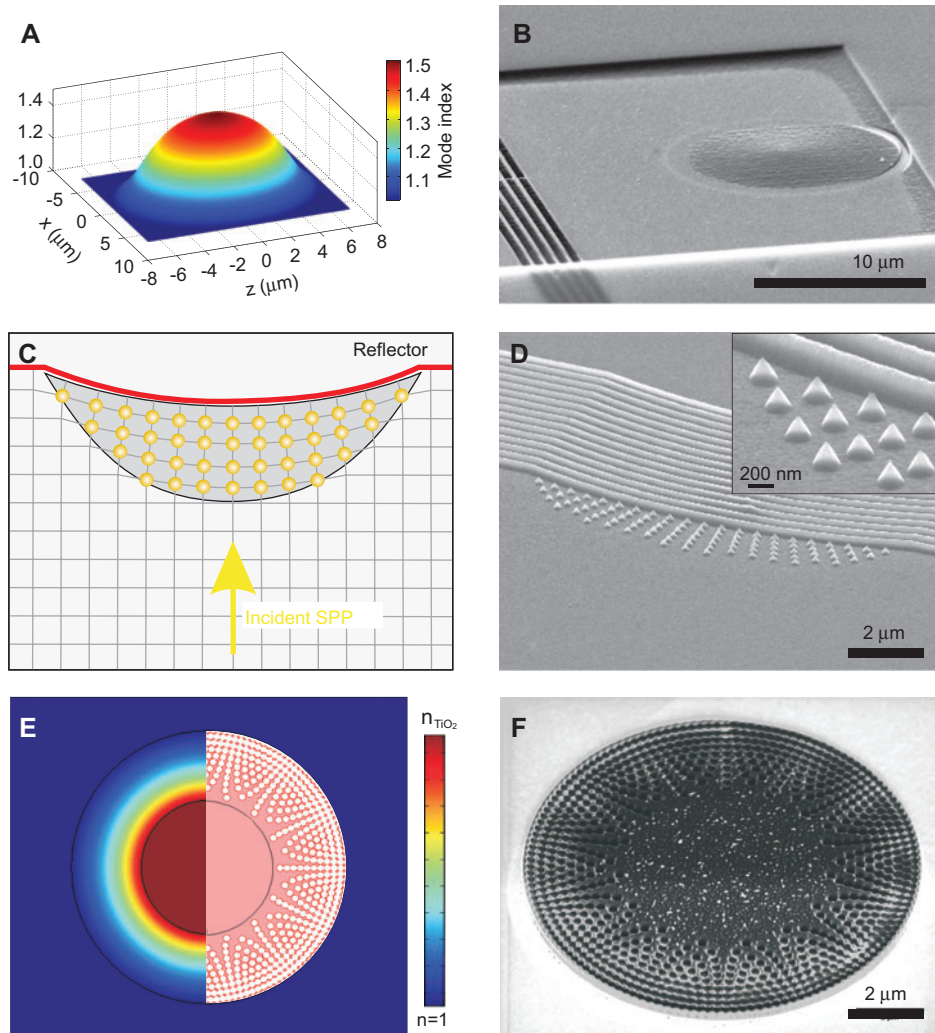 A
1.4
1.2
1.0
-10
-5
0
5
10
x (μm)
-8
-6
-4
-2
0
2
4
6
8
z (μm)
1.5
1.4
1.3
1.2
1.1
Mode index
B
10 μm
C
Reflector
Incident SPP
D
200 nm
2 μm
E
nTiO2
n=1
F
2 μm